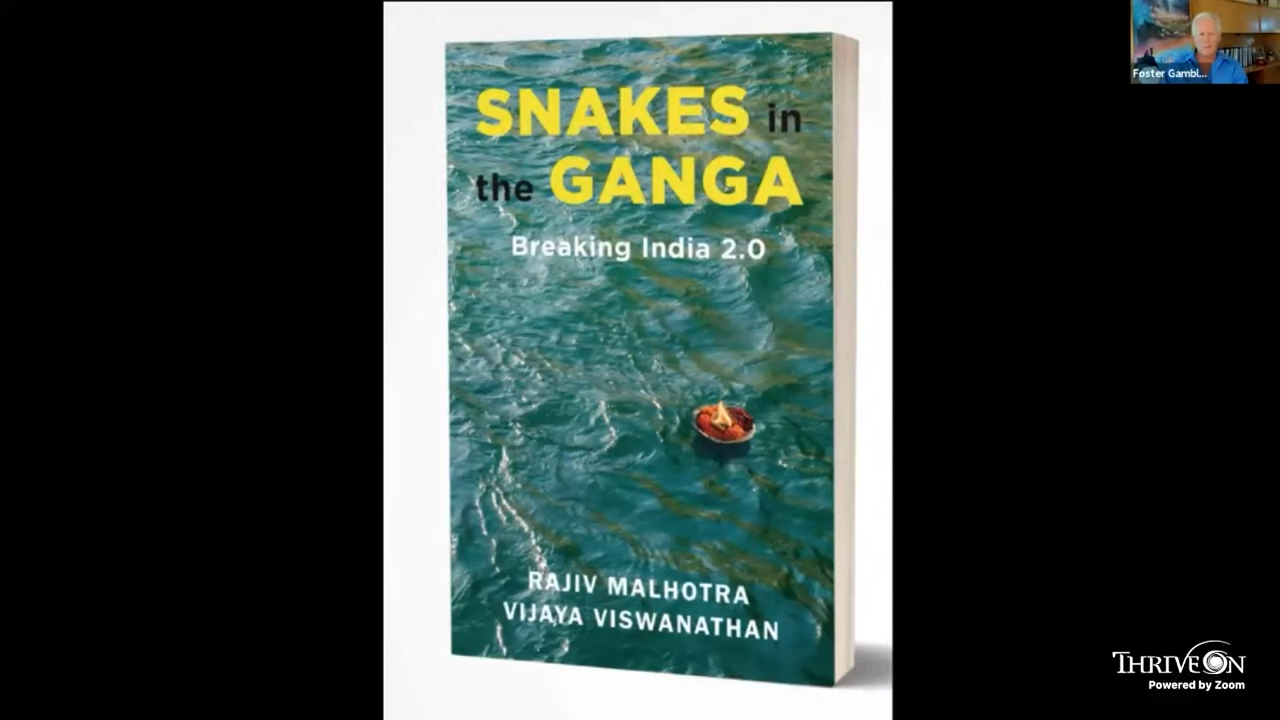 SNAKES in
the GANGA
Breaking India 2.0
RAJIV MALHOTRA
VIJAYA VISWANATHAN
Foster Gambl...
THRIVEON
Powered by Zoom